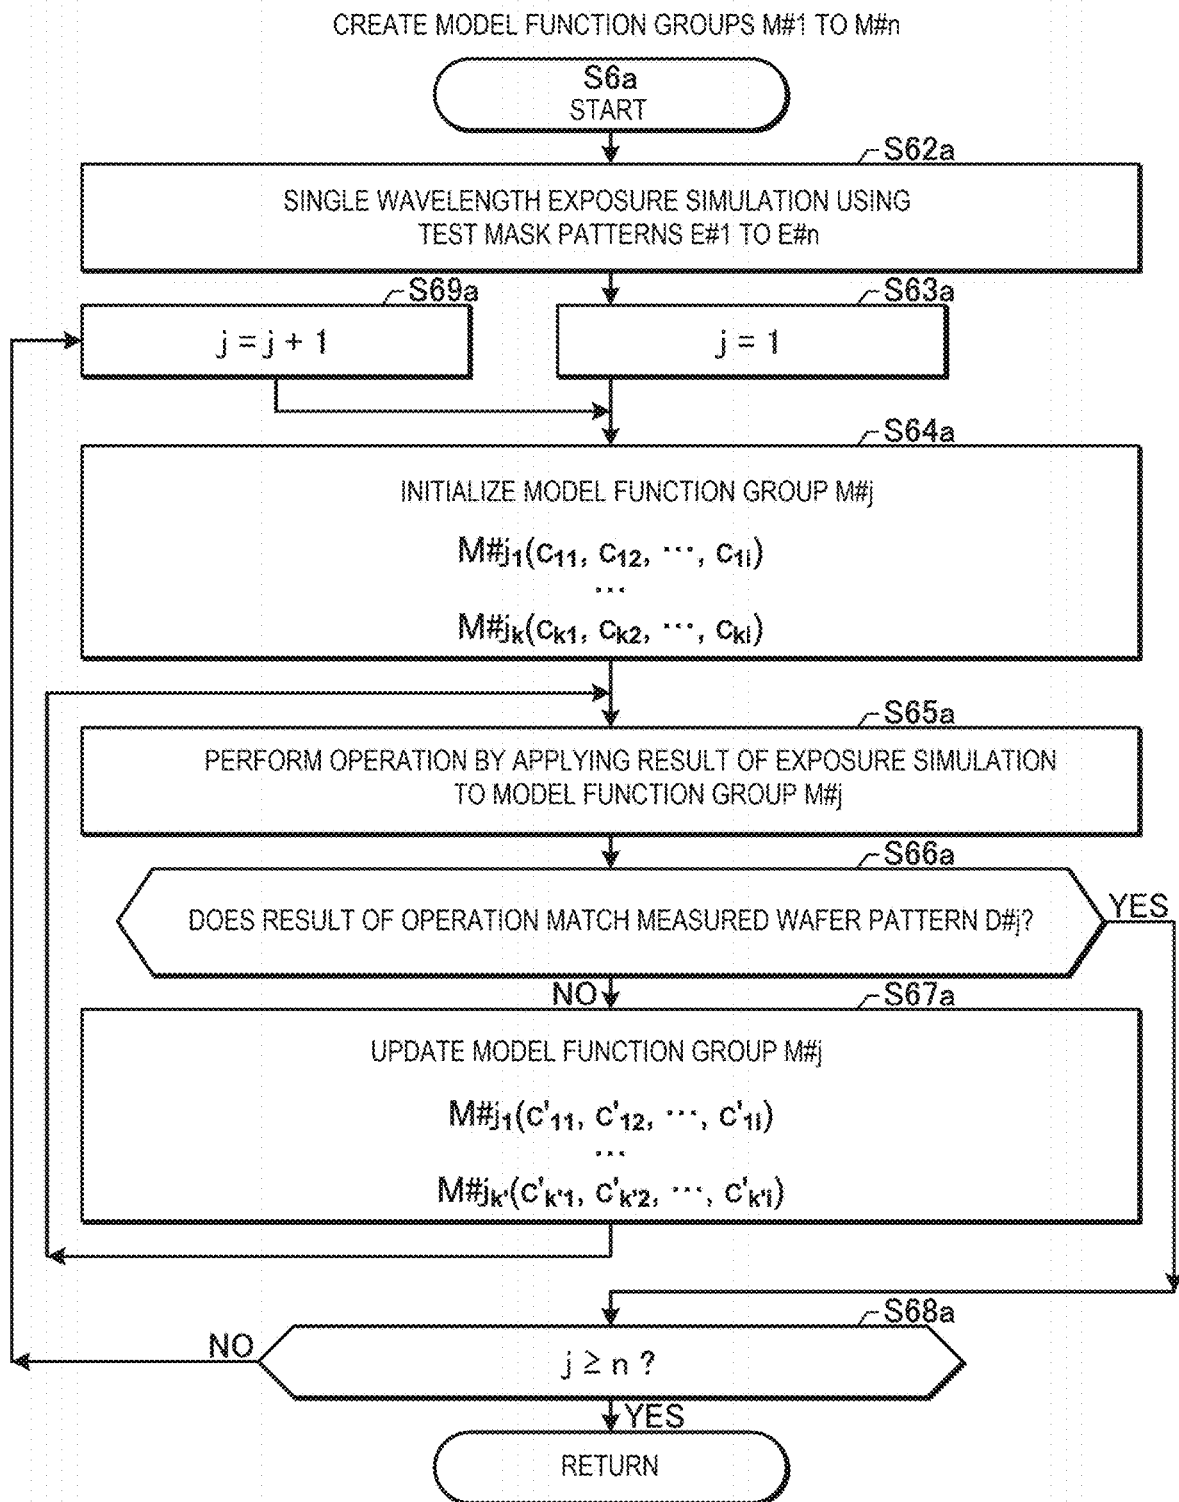 CREATE MODEL FUNCTION GROUPS M#1 TO M#n
S6a
START
S62a
SINGLE WAVELENGTH EXPOSURE SIMULATION USING
TEST MASK PATTERNS E#1 TO E#n
S69a
j = j + 1
S63a
j = 1
S64a
INITIALIZE MODEL FUNCTION GROUP M#j
M#j₁(c₁₁, c₁₂, ···, c₁ᵢ)
···
M#jₖ(cₖ₁, cₖ₂, ···, cₖᵢ)
S65a
PERFORM OPERATION BY APPLYING RESULT OF EXPOSURE SIMULATION
TO MODEL FUNCTION GROUP M#j
S66a
DOES RESULT OF OPERATION MATCH MEASURED WAFER PATTERN D#j?
YES
NO
S67a
UPDATE MODEL FUNCTION GROUP M#j
M#j₁(c'₁₁, c'₁₂, ···, c'₁ᵢ)
···
M#jₖ'(c'ₖ'₁, c'ₖ'₂, ···, c'ₖ'ᵢ)
S68a
NO
j ≥ n ?
YES
RETURN